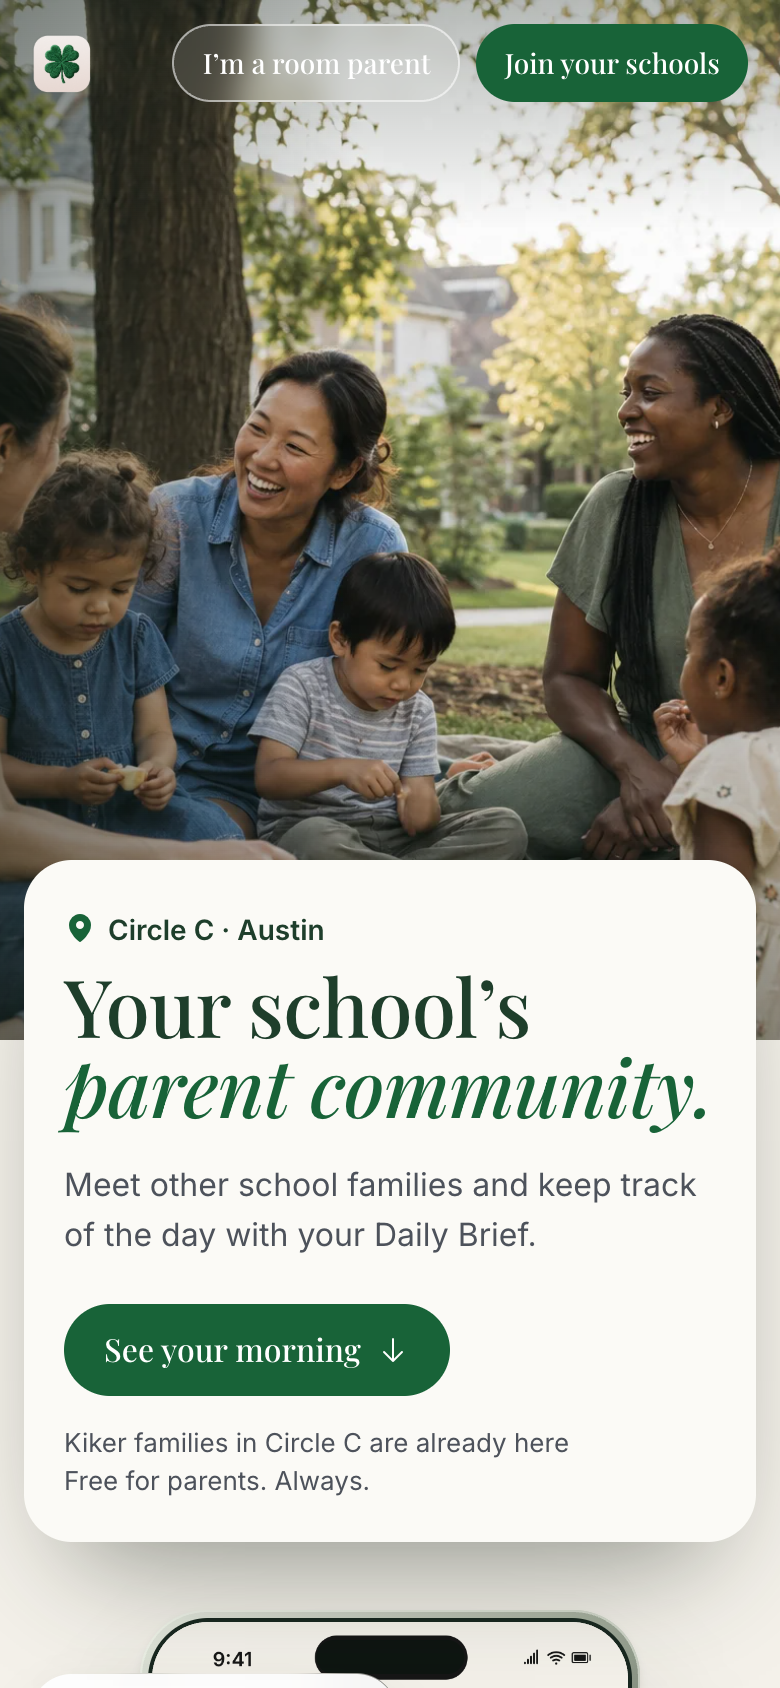 I’m a room parent
Join your schools
Circle C · Austin
Your school’s
parent community.
Meet other school families and keep track
of the day with your Daily Brief.
See your morning
Kiker families in Circle C are already here
Free for parents. Always.
9:41